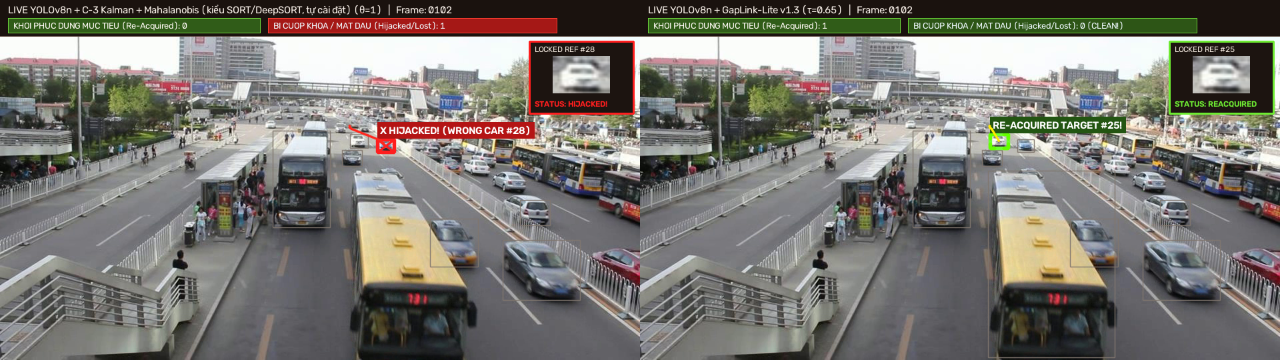 LIVE YOLOv8n + C-3 Kalman + Mahalanobis (kiểu SORT/DeepSORT, tự cài đặt) (θ=1) | Frame: 0102
KHOI PHUC DUNG MUC TIEU (Re-Acquired): 0
BI CUOP KHOA / MAT DAU (Hijacked/Lost): 1
LOCKED REF #28
STATUS: HIJACKED!
X HIJACKED! (WRONG CAR #28)
731
LIVE YOLOv8n + GapLink-Lite v1.3 (τ=0.65) | Frame: 0102
KHOI PHUC DUNG MUC TIEU (Re-Acquired): 1
BI CUOP KHOA / MAT DAU (Hijacked/Lost): 0 (CLEAN!)
LOCKED REF #25
STATUS: REACQUIRED
RE-ACQUIRED TARGET #25!
731